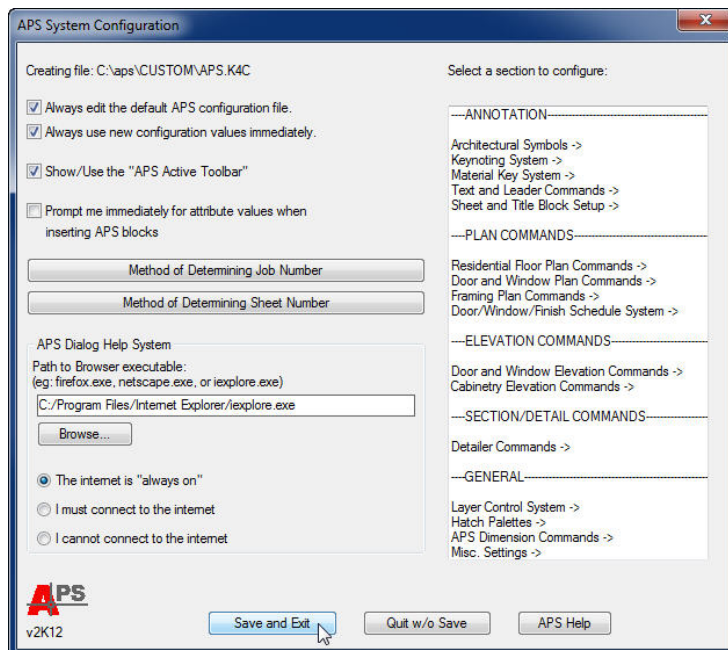 APS System Configuration
Creating file: C:\aps\CUSTOM\APS.K4C
Always edit the default APS configuration file.
Always use new configuration values immediately.
Show/Use the "APS Active Toolbar"
Prompt me immediately for attribute values when
inserting APS blocks
Method of Determining Job Number
Method of Determining Sheet Number
APS Dialog Help System
Path to Browser executable:
(eg: firefox.exe, netscape.exe, or iexplore.exe)
C:/Program Files/Internet Explorer/iexplore.exe
Browse...
The internet is "always on"
I must connect to the internet
I cannot connect to the internet
Select a section to configure:
----ANNOTATION----------------------------------------
Architectural Symbols ->
Keynoting System ->
Material Key System ->
Text and Leader Commands ->
Sheet and Title Block Setup ->
----PLAN COMMANDS---------------------------------
Residential Floor Plan Commands ->
Door and Window Plan Commands ->
Framing Plan Commands ->
Door/Window/Finish Schedule System ->
----ELEVATION COMMANDS------------------------
Door and Window Elevation Commands ->
Cabinetry Elevation Commands ->
----SECTION/DETAIL COMMANDS---------------
Detailer Commands ->
----GENERAL---------------------------------------------
Layer Control System ->
Hatch Palettes ->
APS Dimension Commands ->
Misc. Settings ->
APS
v2K12
Save and Exit
Quit w/o Save
APS Help